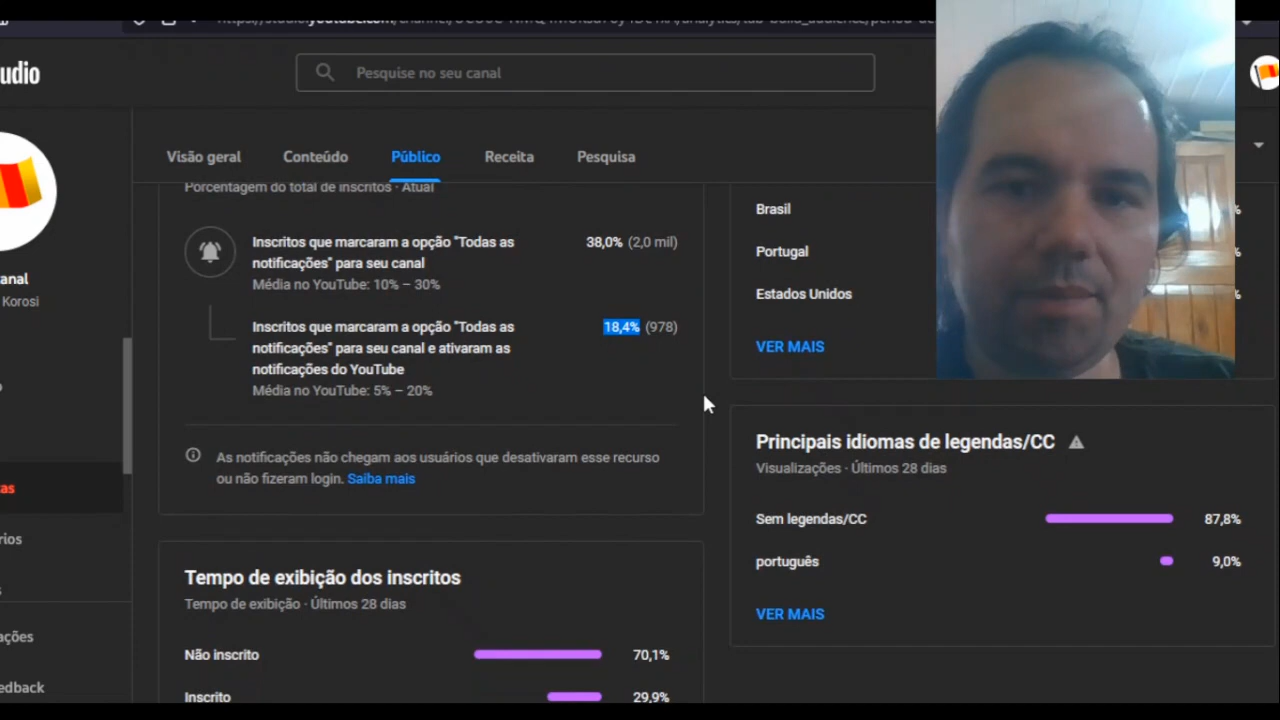 udio
Pesquise no seu canal
Visão geral
Conteúdo
Público
Receita
Pesquisa
Porcentagem do total de inscritos · Atual
Inscritos que marcaram a opção "Todas as
notificações" para seu canal
38,0% (2,0 mil)
Média no YouTube: 10% – 30%
Inscritos que marcaram a opção "Todas as
notificações" para seu canal e ativaram as
notificações do YouTube
18,4% (978)
Média no YouTube: 5% – 20%
As notificações não chegam aos usuários que desativaram esse recurso
ou não fizeram login. Saiba mais
Tempo de exibição dos inscritos
Tempo de exibição · Últimos 28 dias
Não inscrito 70,1%
Inscrito 29,9%
Brasil %
Portugal %
Estados Unidos %
VER MAIS
Principais idiomas de legendas/CC
Visualizações · Últimos 28 dias
Sem legendas/CC 87,8%
português 9,0%
VER MAIS
anal
Korosi
as
rios
ações
edback